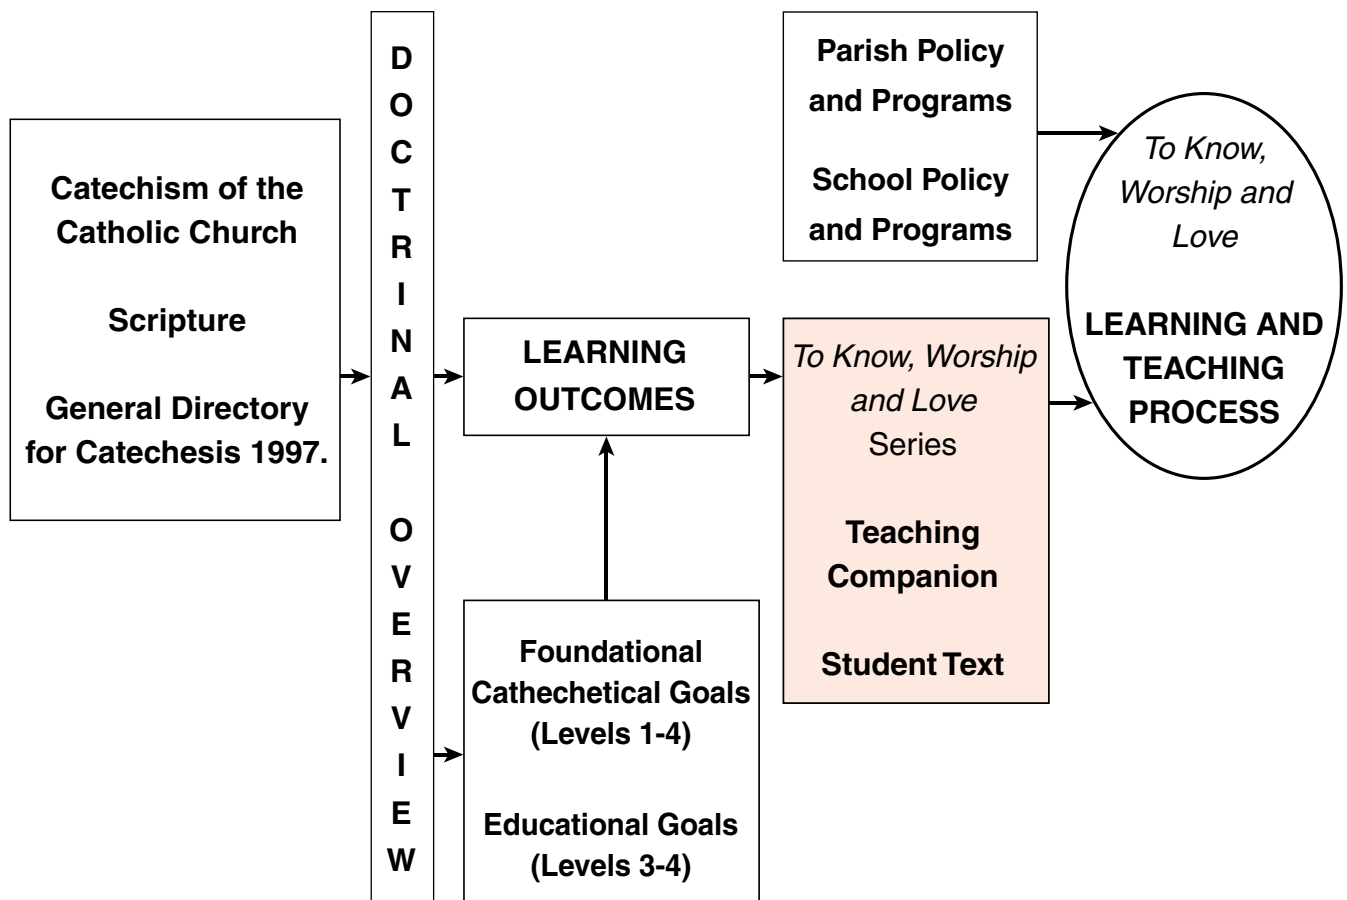 Catechism of the
Catholic Church
Scripture
General Directory
for Catechesis 1997.
D
O
C
T
R
I
N
A
L
O
V
E
R
V
I
E
W
LEARNING
OUTCOMES
Foundational
Cathechetical Goals
(Levels 1-4)
Educational Goals
(Levels 3-4)
Parish Policy
and Programs
School Policy
and Programs
To Know, Worship
and Love
Series
Teaching
Companion
Student Text
To Know,
Worship and
Love
LEARNING AND
TEACHING
PROCESS